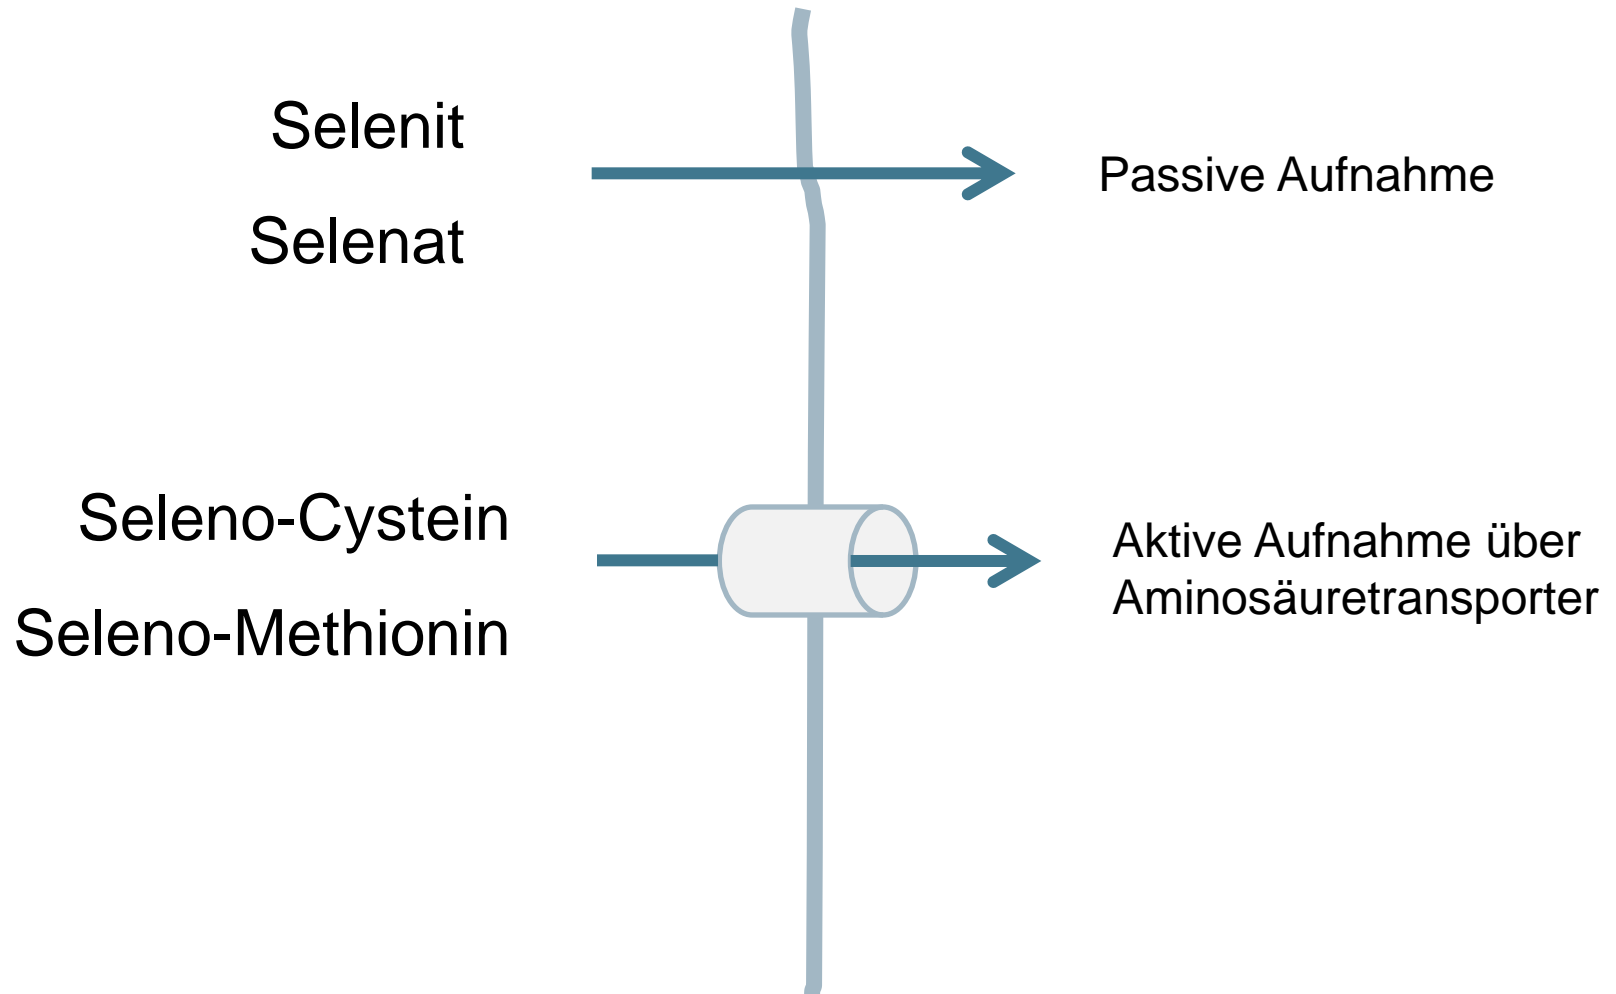 Selenit
Selenat
Passive Aufnahme
Seleno-Cystein
Seleno-Methionin
Aktive Aufnahme über
Aminosäuretransporter